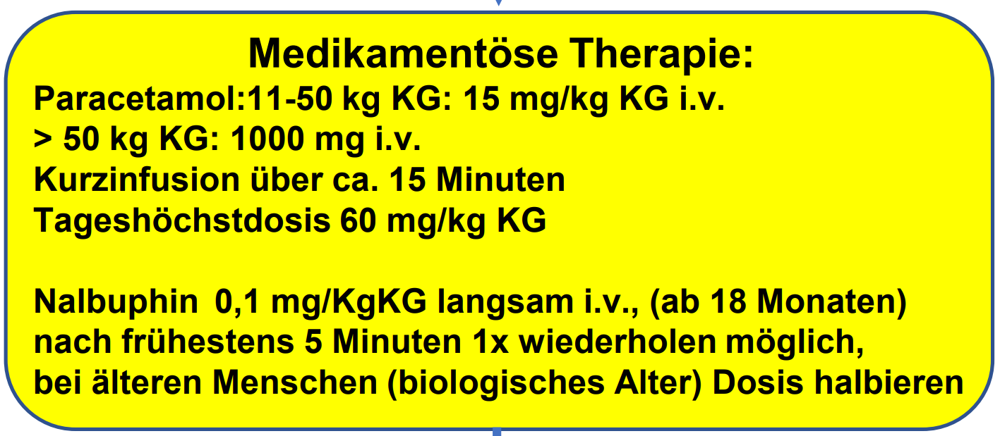 Medikamentöse Therapie:
Paracetamol:11-50 kg KG: 15 mg/kg KG i.v.
> 50 kg KG: 1000 mg i.v.
Kurzinfusion über ca. 15 Minuten
Tageshöchstdosis 60 mg/kg KG
Nalbuphin 0,1 mg/KgKG langsam i.v., (ab 18 Monaten)
nach frühestens 5 Minuten 1x wiederholen möglich,
bei älteren Menschen (biologisches Alter) Dosis halbieren